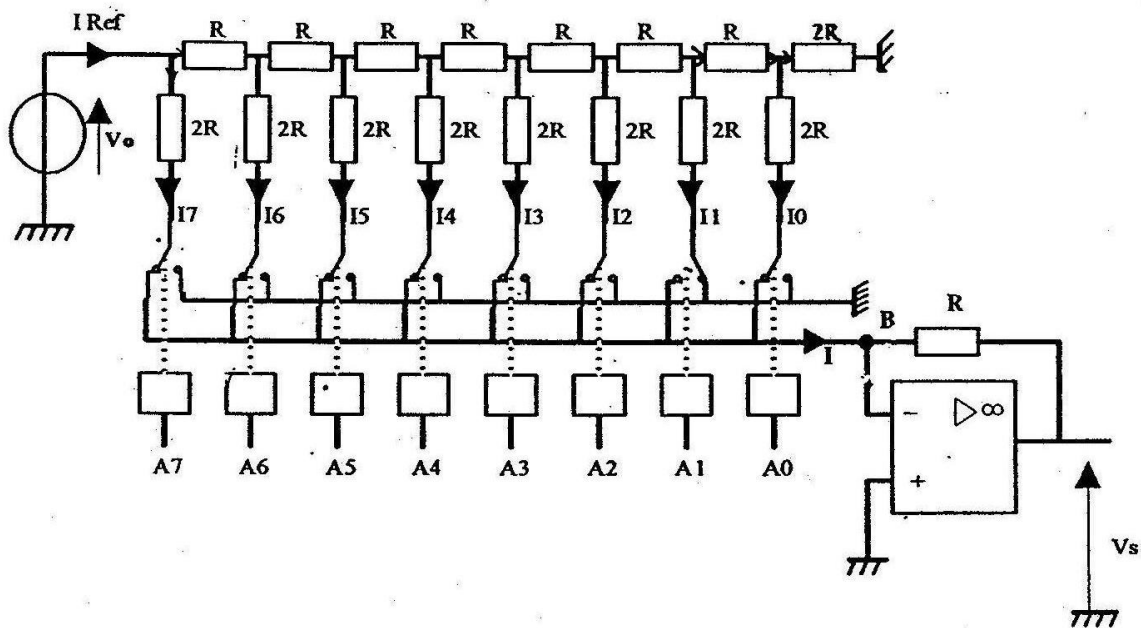 I Ref
R R R R R R R 2R
Vo
2R 2R 2R 2R 2R 2R 2R 2R
I7 I6 I5 I4 I3 I2 I1 I0
I B R
- ▷ ∞
A7 A6 A5 A4 A3 A2 A1 A0
+
Vs